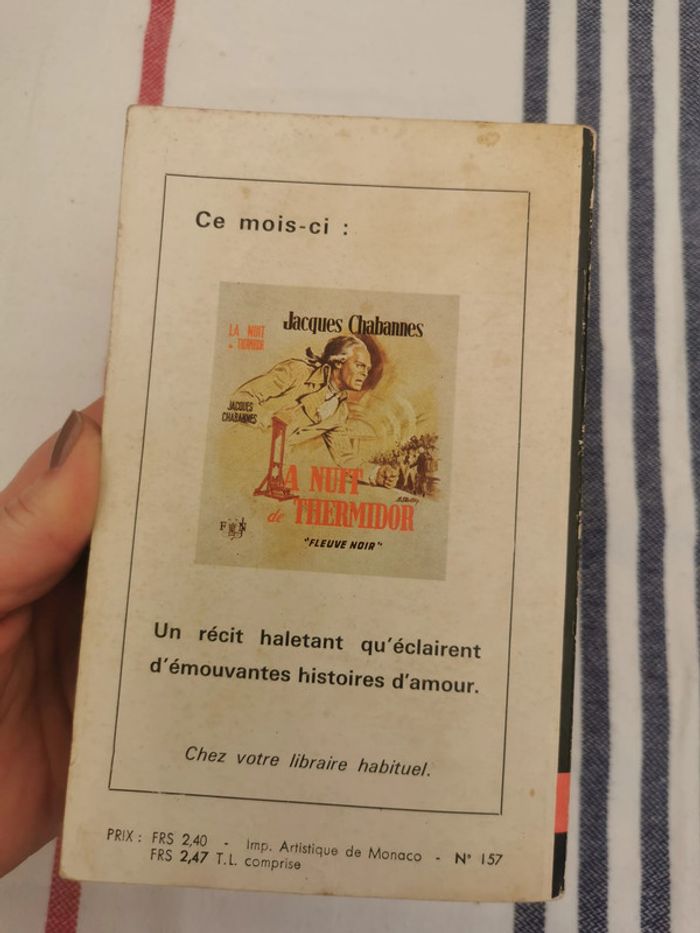 Ce mois-ci :
Jacques Chabannes
LA NUIT
de THERMIDOR
JACQUES
CHABANNES
LA NUIT
de THERMIDOR
F N
"FLEUVE NOIR"
Un récit haletant qu'éclairent
d'émouvantes histoires d'amour.
Chez votre libraire habituel.
PRIX : FRS 2,40 - Imp. Artistique de Monaco - N° 157
FRS 2,47 T.L. comprise